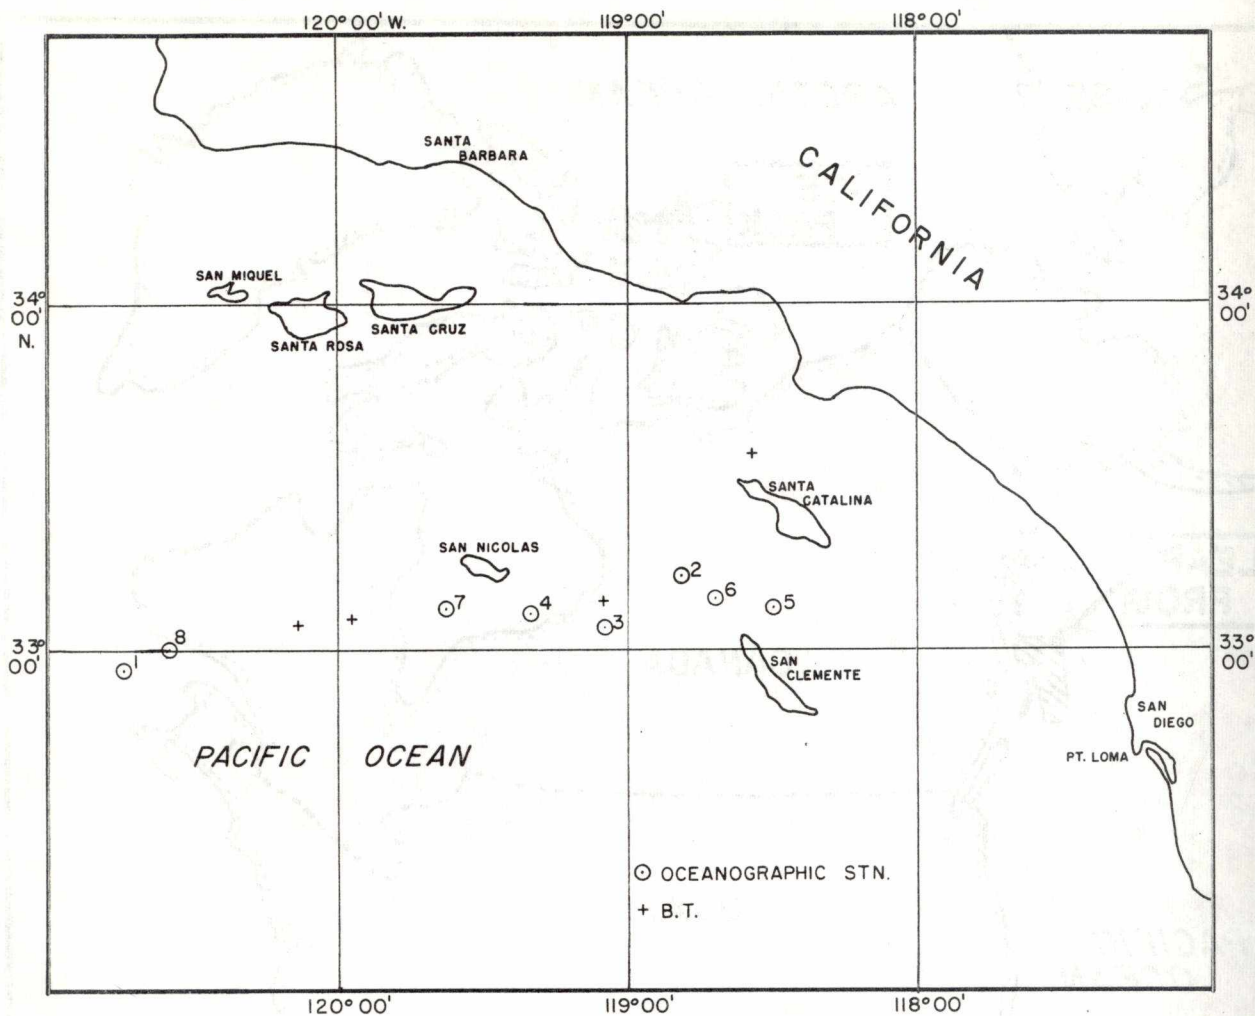 120° 00' W.
119° 00'
118° 00'
SANTA
BARBARA
CALIFORNIA
SAN MIQUEL
34°
00'
N.
34°
00'
SANTA ROSA
SANTA CRUZ
SANTA
CATALINA
SAN NICOLAS
2
6
5
7
4
3
8
1
33°
00'
33°
00'
SAN
CLEMENTE
SAN
DIEGO
PT. LOMA
PACIFIC OCEAN
OCEANOGRAPHIC STN.
+ B.T.
120° 00'
119° 00'
118° 00'